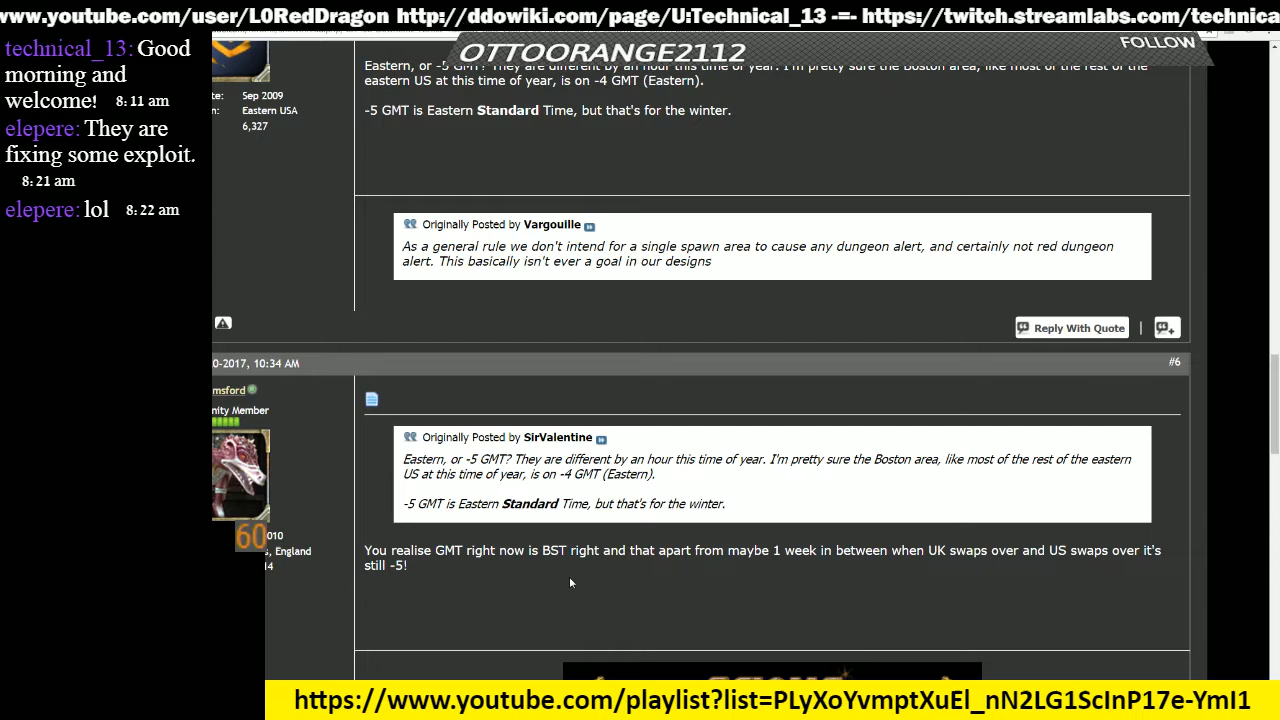 www.youtube.com/user/L0RedDragon http://ddowiki.com/page/U:Technical_13 -=- https://twitch.streamlabs.com/technica
technical_13: Good
morning and
welcome! 8:11 am
elepere: They are
fixing some exploit.
8:21 am
elepere: lol 8:22 am
OTTOORANGE2112
FOLLOW
Eastern, or -5 GMT? They are different by an hour this time of year. I'm pretty sure the Boston area, like most of the rest of the
eastern US at this time of year, is on -4 GMT (Eastern).
-5 GMT is Eastern Standard Time, but that's for the winter.
te: Sep 2009
n: Eastern USA
6,327
Originally Posted by Vargouille
As a general rule we don't intend for a single spawn area to cause any dungeon alert, and certainly not red dungeon
alert. This basically isn't ever a goal in our designs
Reply With Quote
0-2017, 10:34 AM
#6
msford
nity Member
Originally Posted by SirValentine
Eastern, or -5 GMT? They are different by an hour this time of year. I'm pretty sure the Boston area, like most of the rest of the eastern
US at this time of year, is on -4 GMT (Eastern).
-5 GMT is Eastern Standard Time, but that's for the winter.
60
010
s, England
14
You realise GMT right now is BST right and that apart from maybe 1 week in between when UK swaps over and US swaps over it's
still -5!
https://www.youtube.com/playlist?list=PLyXoYvmptXuEl_nN2LG1ScInP17e-YmI1